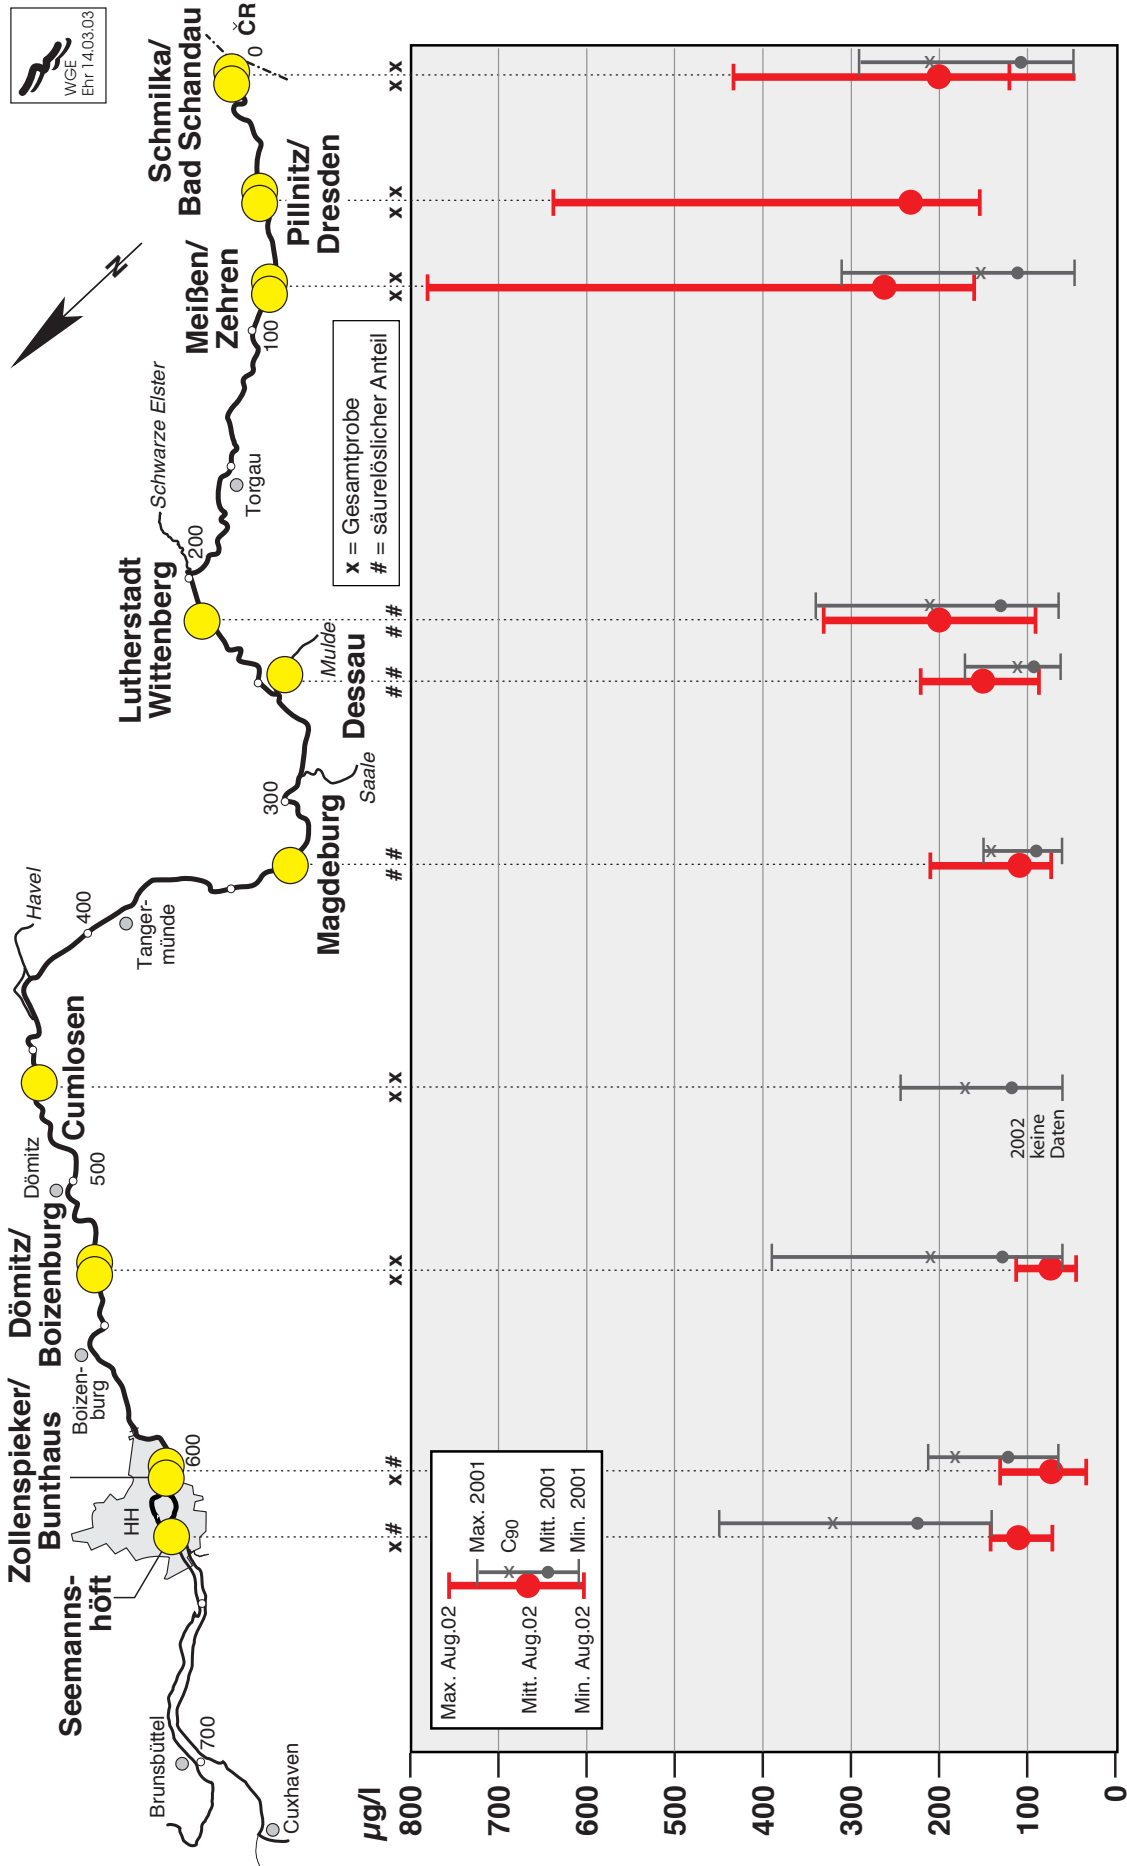 WGE
Ehr 14.03.03
Zollenspieker/
Bunthaus
Seemanns-
höft
Dömitz/
Boizenburg
Cumlosen
Magdeburg
Lutherstadt
Wittenberg
Dessau
Meißen/
Zehren
Pillnitz/
Dresden
Schmilka/
Bad Schandau
ČR
0
N
Brunsbüttel
Cuxhaven
700
HH
600
Boizen-
burg
Dömitz
500
Havel
400
Tanger-
münde
300
Saale
Mulde
200
Schwarze Elster
Torgau
100
x = Gesamtprobe
# = säurelöslicher Anteil
x #
x #
x x
x x
# #
# #
# #
x x
x x
x x
µg/l
800
700
600
500
400
300
200
100
0
Max. Aug.02
Mitt. Aug.02
Min. Aug.02
Max. 2001
C90
Mitt. 2001
Min. 2001
2002
keine
Daten